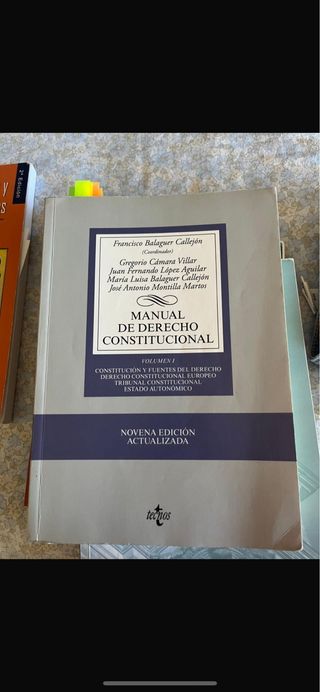 Francisco Balaguer Callejón
(Coordinador)
Gregorio Cámara Villar
Juan Fernando López Aguilar
María Luisa Balaguer Callejón
José Antonio Montilla Martos
MANUAL
DE DERECHO
CONSTITUCIONAL
VOLUMEN I
CONSTITUCIÓN Y FUENTES DEL DERECHO
DERECHO CONSTITUCIONAL EUROPEO
TRIBUNAL CONSTITUCIONAL
ESTADO AUTONÓMICO
NOVENA EDICIÓN
ACTUALIZADA
tecnos
2ª Edición
Y